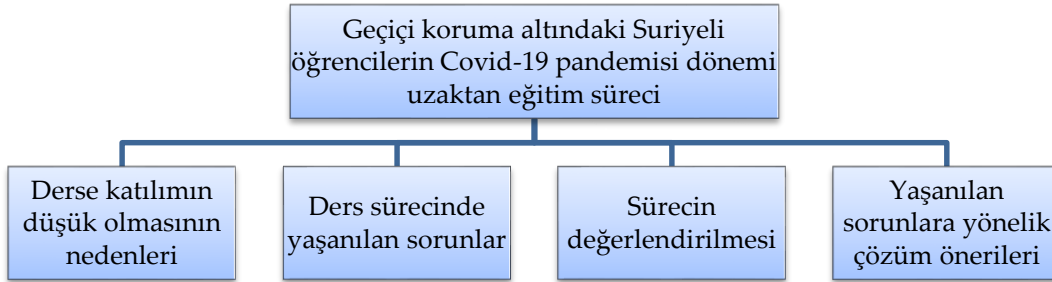 Geçiçi koruma altındaki Suriyeli
öğrencilerin Covid-19 pandemisi dönemi
uzaktan eğitim süreci
Derse katılımın
düşük olmasının
nedenleri
Ders sürecinde
yaşanılan sorunlar
Sürecin
değerlendirilmesi
Yaşanılan
sorunlara yönelik
çözüm önerileri